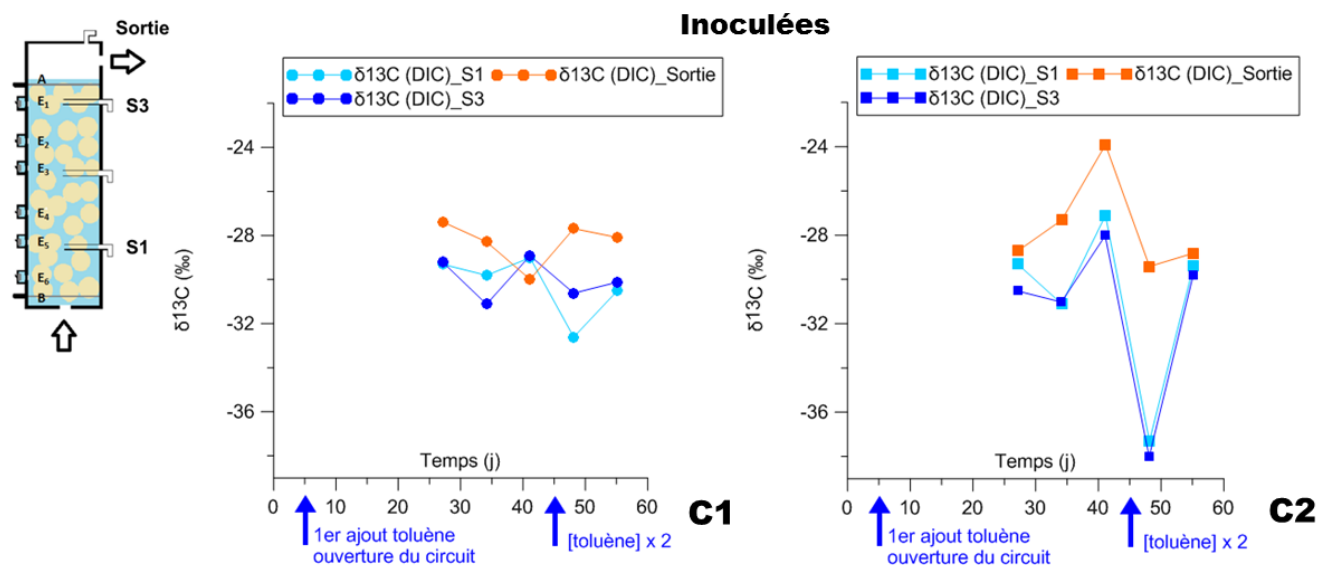 Inoculées
Sortie
A
E1
S3
E2
E3
E4
E5
S1
E6
B
δ13C (DIC)_S1 δ13C (DIC)_Sortie
δ13C (DIC)_S3
-24
-28
-32
-36
δ13C (‰)
Temps (j)
0 10 20 30 40 50 60
C1
1er ajout toluène
ouverture du circuit
[toluène] x 2
δ13C (DIC)_S1 δ13C (DIC)_Sortie
δ13C (DIC)_S3
-24
-28
-32
-36
δ13C (‰)
Temps (j)
0 10 20 30 40 50 60
C2
1er ajout toluène
ouverture du circuit
[toluène] x 2